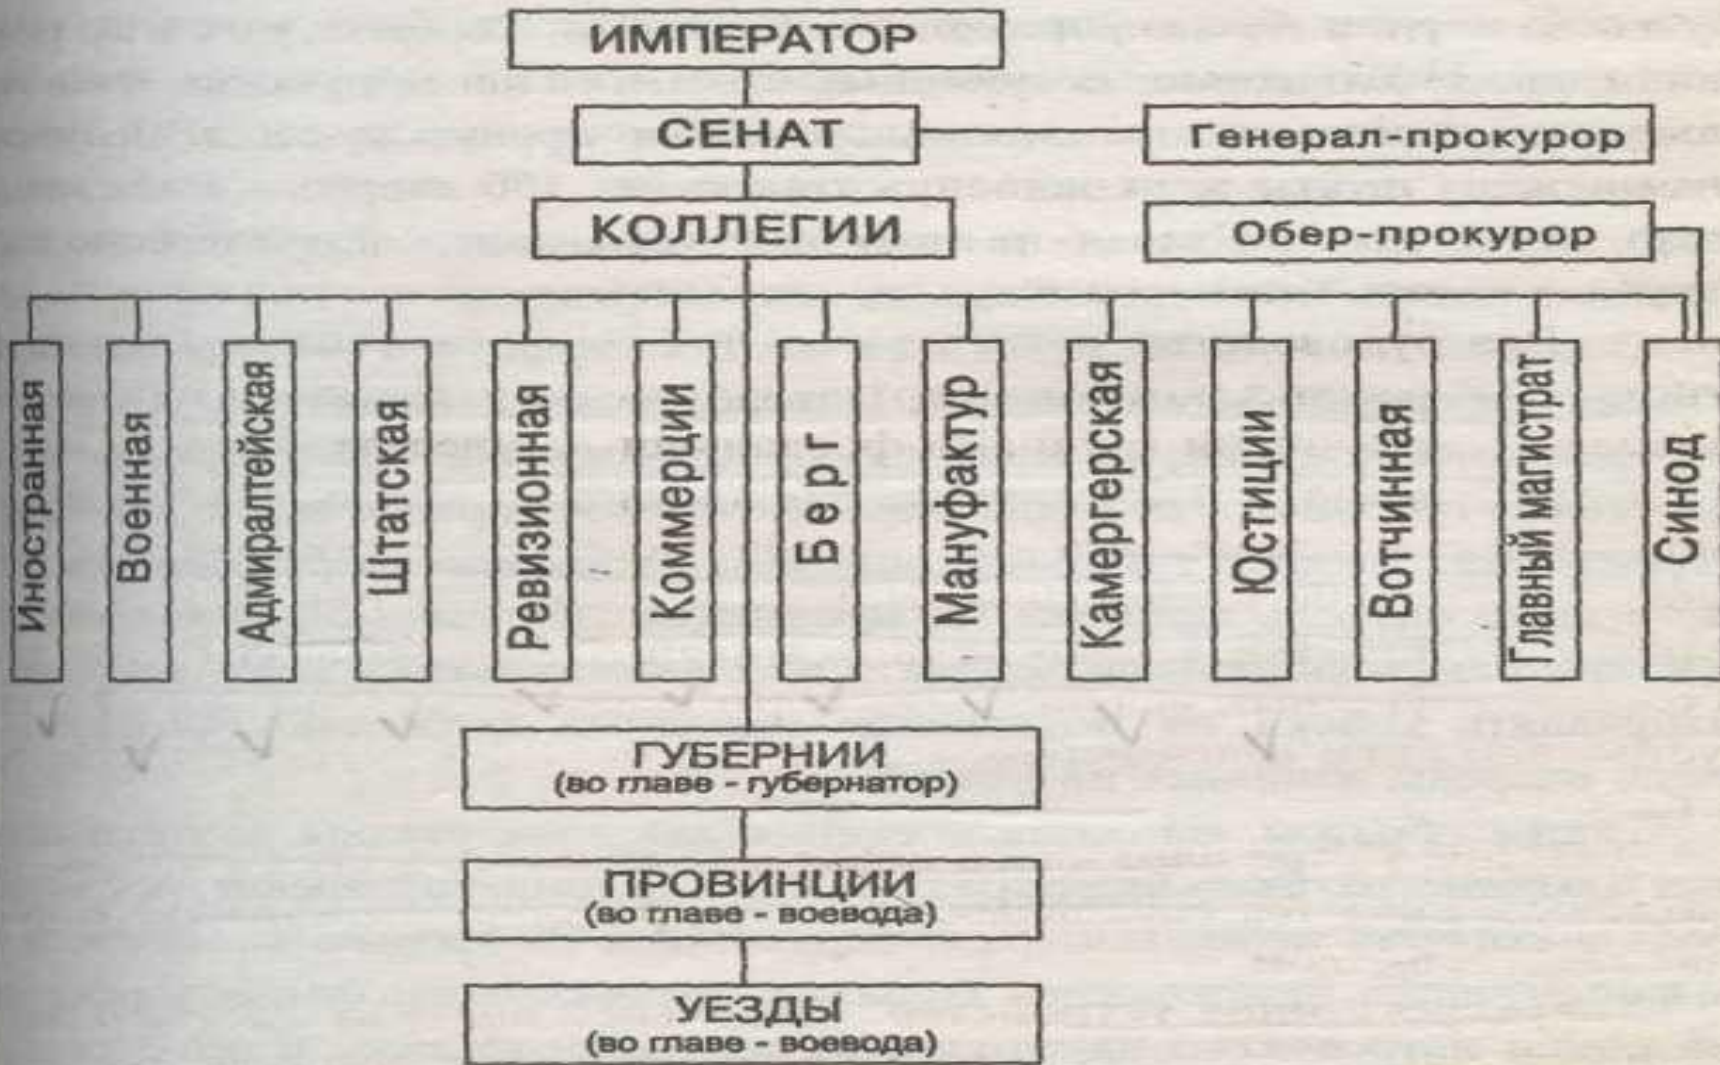 ИМПЕРАТОР
СЕНАТ
Генерал-прокурор
КОЛЛЕГИИ
Обер-прокурор
Иностранная
Военная
Адмиралтейская
Штатская
Ревизионная
Коммерции
Берг
Мануфактур
Камергерская
Юстиции
Вотчинная
Главный магистрат
Синод
ГУБЕРНИИ
(во главе - губернатор)
ПРОВИНЦИИ
(во главе - воевода)
УЕЗДЫ
(во главе - воевода)